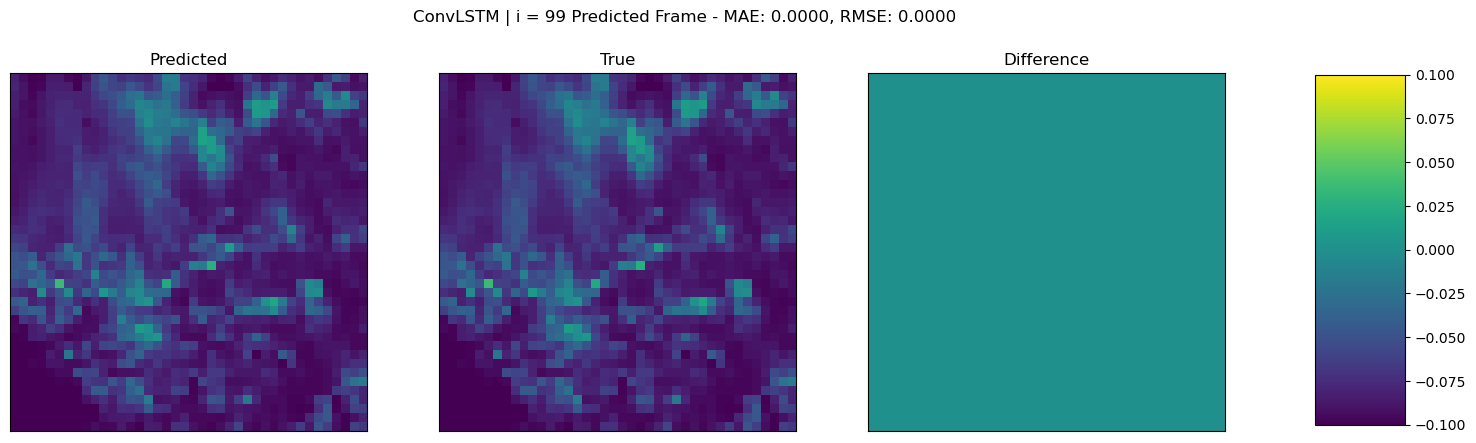 ConvLSTM | i = 99 Predicted Frame - MAE: 0.0000, RMSE: 0.0000
Predicted
True
Difference
0.100
0.075
0.050
0.025
0.000
−0.025
−0.050
−0.075
−0.100